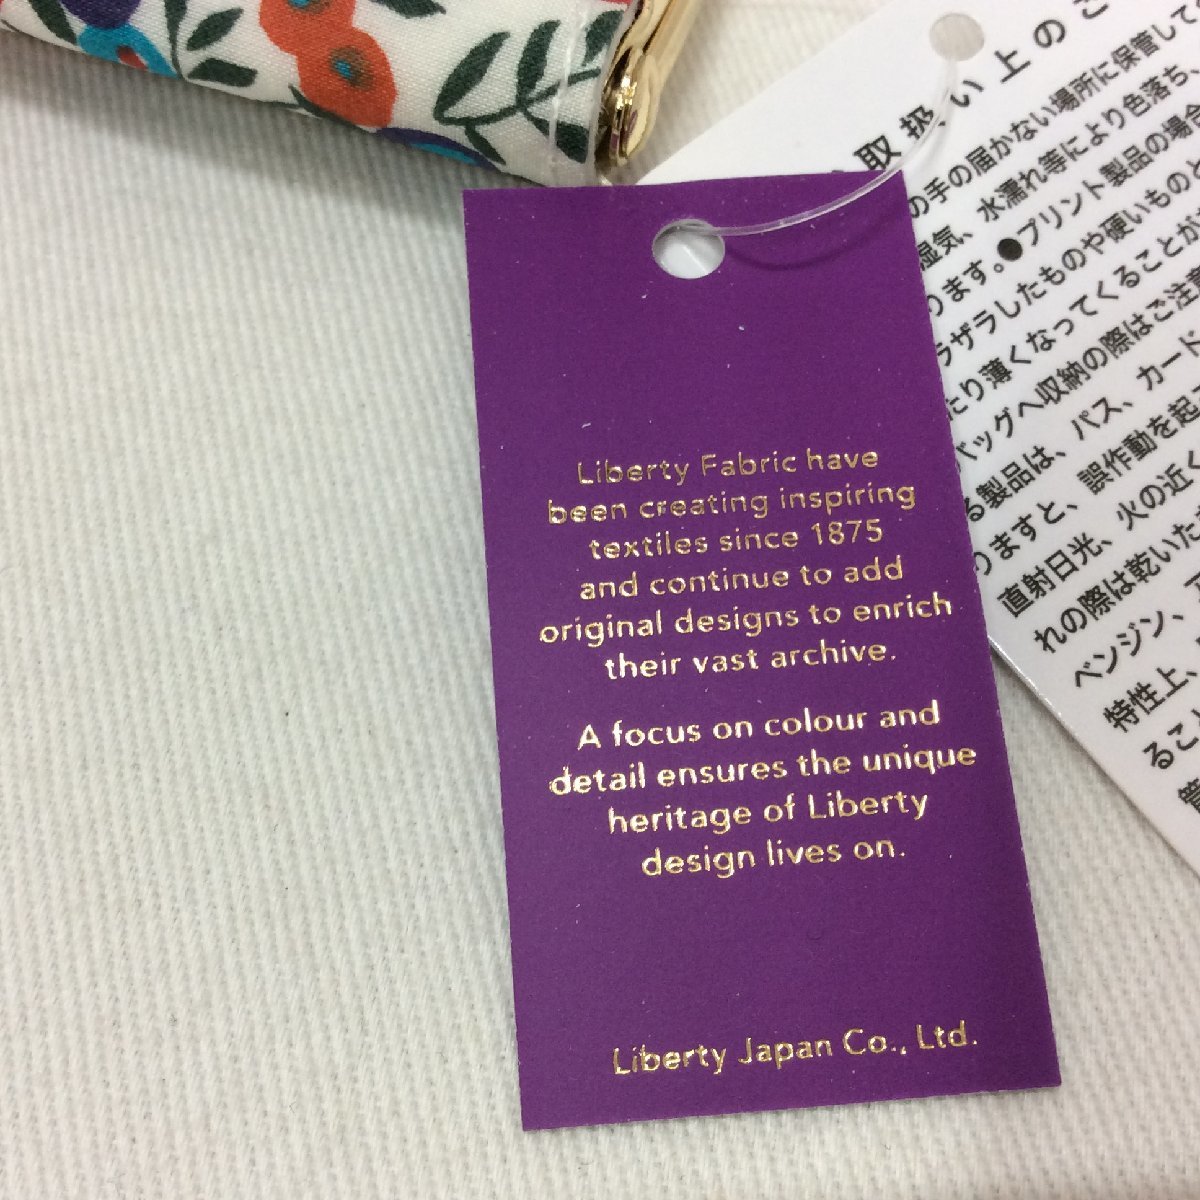 Liberty Fabric have
been creating inspiring
textiles since 1875
and continue to add
original designs to enrich
their vast archive.
A focus on colour and
detail ensures the unique
heritage of Liberty
design lives on.
Liberty Japan Co., Ltd.
取扱い上のご
の手の届かない場所に保管して
湿気、水濡れ等により色落ち、
ります。●プリント製品の場合
ラザラしたものや硬いものと
たり薄くなってくることが
バッグへ収納の際はご注意
る製品は、パス、カード
りますと、誤作動を起こ
直射日光、火の近く
れの際は乾いた
ベンジン、
特性上、
るこ
管